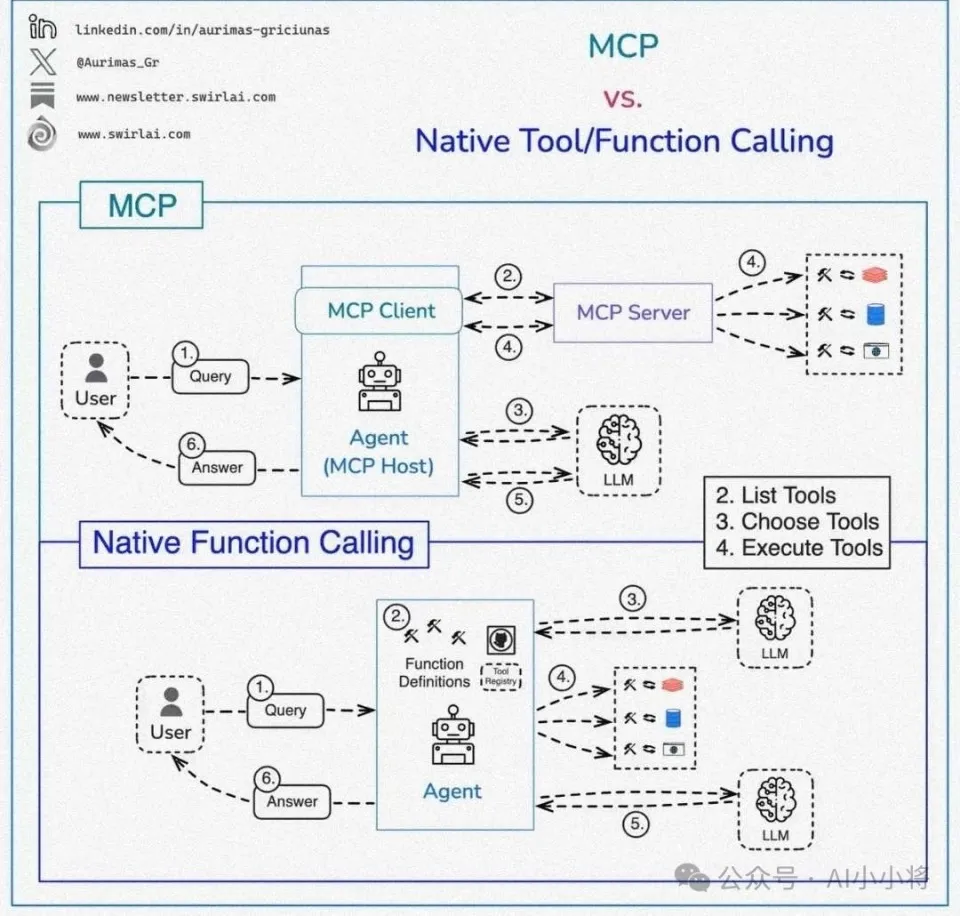 linkedin.com/in/aurimas-griciunas
@Aurimas_Gr
www.newsletter.swirlai.com
www.swirlai.com
MCP
vs.
Native Tool/Function Calling
MCP
MCP Client
2.
4.
MCP Server
4.
User
1.
Query
6.
Answer
Agent
(MCP Host)
3.
5.
LLM
2. List Tools
3. Choose Tools
4. Execute Tools
Native Function Calling
User
1.
Query
6.
Answer
2.
Function
Definitions
Tool
Registry
Agent
3.
LLM
4.
5.
LLM
公众号 · AI小小将